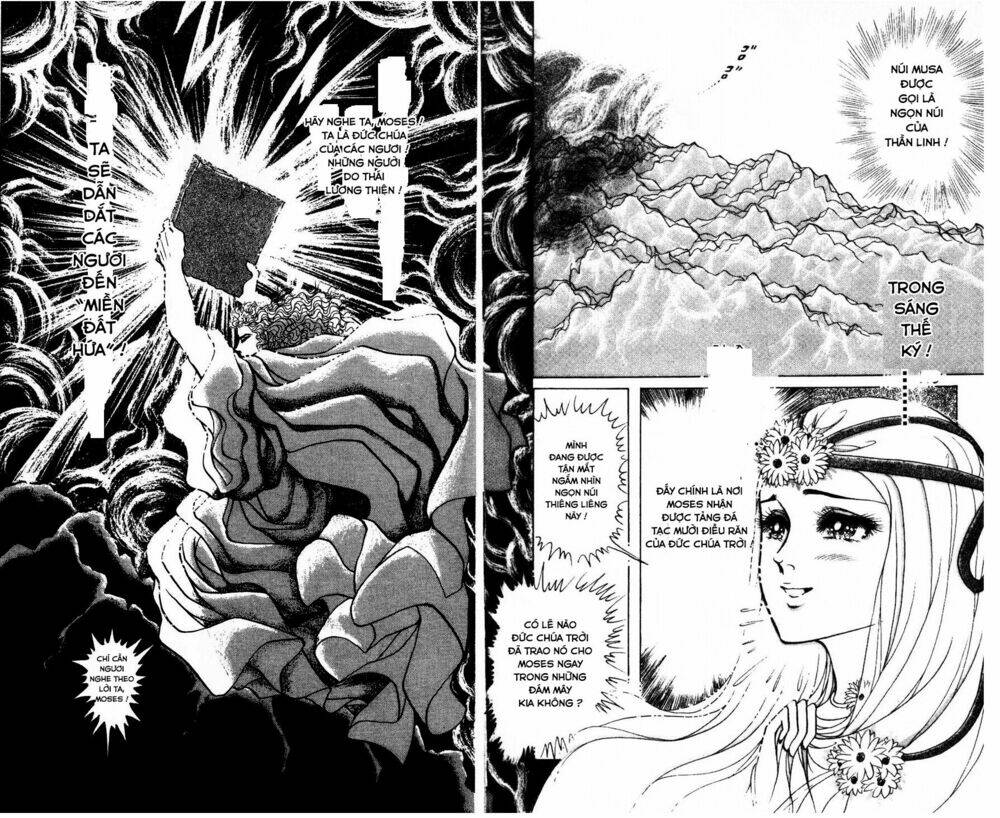 NÚI MUSA
ĐƯỢC
GỌI LÀ
NGỌN NÚI
CỦA
THẦN LINH !
TRONG
SÁNG
THẾ
KÝ !
ĐẤY CHÍNH LÀ NƠI
MOSES NHẬN
ĐƯỢC TẢNG ĐÁ
TẠC MƯỜI ĐIỀU RĂN
CỦA ĐỨC CHÚA TRỜI !
MÌNH
ĐANG ĐƯỢC
TẬN MẮT
NGẮM NHÌN
NGỌN NÚI
THIÊNG LIÊNG
NÀY !
CÓ LẼ NÀO
ĐỨC CHÚA TRỜI
ĐÃ TRAO NÓ CHO
MOSES NGAY
TRONG NHỮNG
ĐÁM MÂY
KIA KHÔNG ?
HÃY NGHE TA, MOSES !
TA LÀ ĐỨC CHÚA
CỦA CÁC NGƯƠI !
NHỮNG NGƯỜI
DO THÁI
LƯƠNG THIỆN !
TA
SẼ
DẪN
DẮT
CÁC
NGƯỜI
ĐẾN
"MIỀN
ĐẤT
HỨA" !
CHỈ CẦN
NGƯƠI
NGHE THEO
LỜI TA,
MOSES !